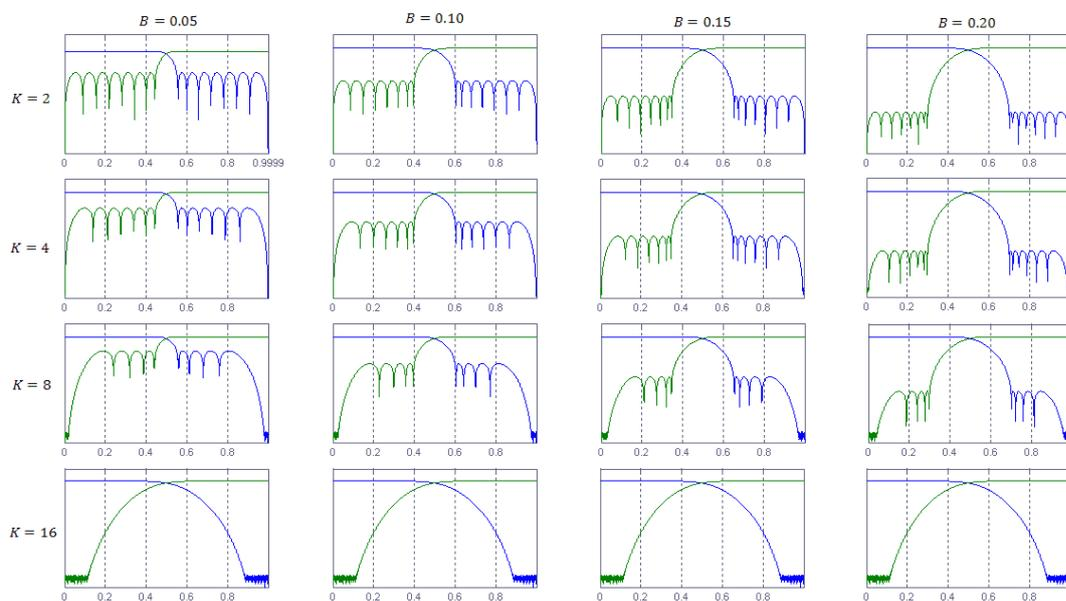 B = 0.05 B = 0.10 B = 0.15 B = 0.20
K = 2
0 0.2 0.4 0.6 0.8 0.9999 0 0.2 0.4 0.6 0.8 0 0.2 0.4 0.6 0.8 0 0.2 0.4 0.6 0.8
K = 4
0 0.2 0.4 0.6 0.8 0 0.2 0.4 0.6 0.8 0 0.2 0.4 0.6 0.8 0 0.2 0.4 0.6 0.8
K = 8
0 0.2 0.4 0.6 0.8 0 0.2 0.4 0.6 0.8 0 0.2 0.4 0.6 0.8 0 0.2 0.4 0.6 0.8
K = 16
0 0.2 0.4 0.6 0.8 0 0.2 0.4 0.6 0.8 0 0.2 0.4 0.6 0.8 0 0.2 0.4 0.6 0.8